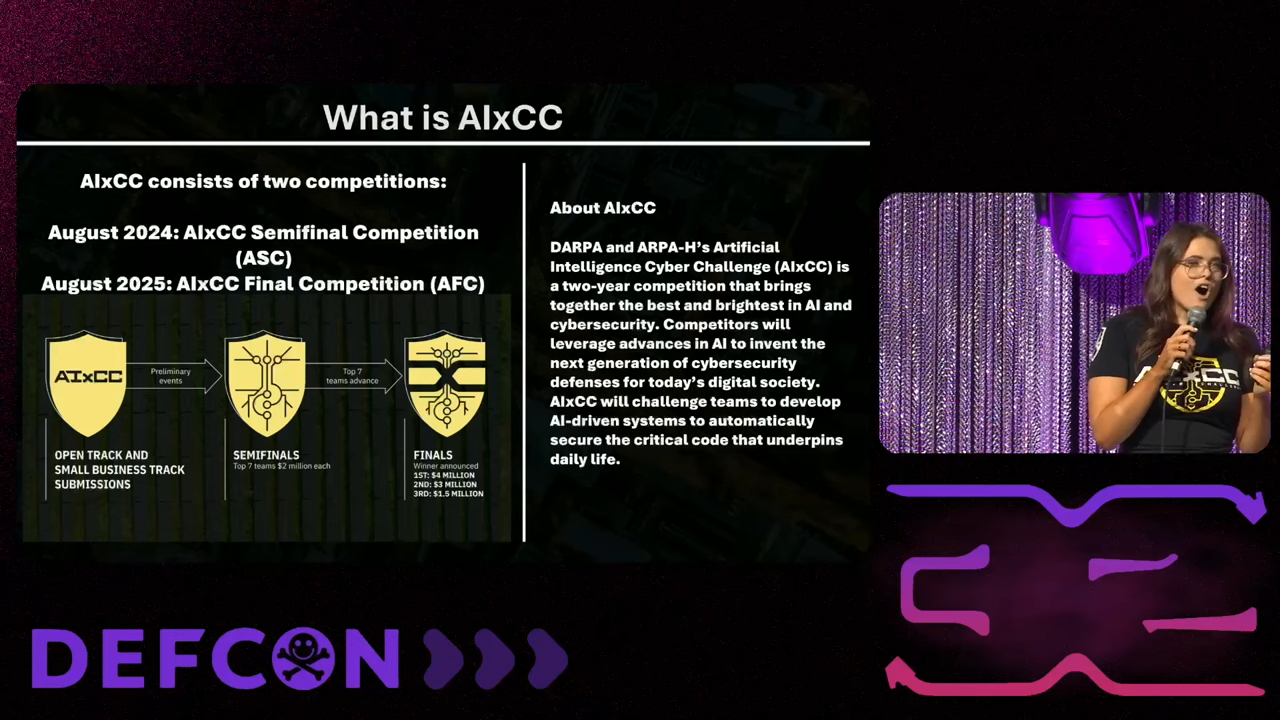 What is AIxCC
AIxCC consists of two competitions:
August 2024: AIxCC Semifinal Competition
(ASC)
August 2025: AIxCC Final Competition (AFC)
AIxCC
Preliminary
events
Top 7
teams advance
OPEN TRACK AND
SMALL BUSINESS TRACK
SUBMISSIONS
SEMIFINALS
Top 7 teams $2 million each
FINALS
Winner announced
1ST: $4 MILLION
2ND: $3 MILLION
3RD: $1.5 MILLION
About AIxCC
DARPA and ARPA-H's Artificial
Intelligence Cyber Challenge (AIxCC) is
a two-year competition that brings
together the best and brightest in AI and
cybersecurity. Competitors will
leverage advances in AI to invent the
next generation of cybersecurity
defenses for today's digital society.
AIxCC will challenge teams to develop
AI-driven systems to automatically
secure the critical code that underpins
daily life.
AIxCC
DEFCON